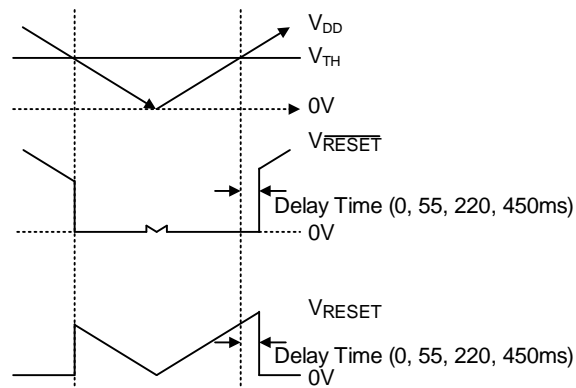 VDD
VTH
0V
VRESET
Delay Time (0, 55, 220, 450ms)
0V
VRESET
Delay Time (0, 55, 220, 450ms)
0V